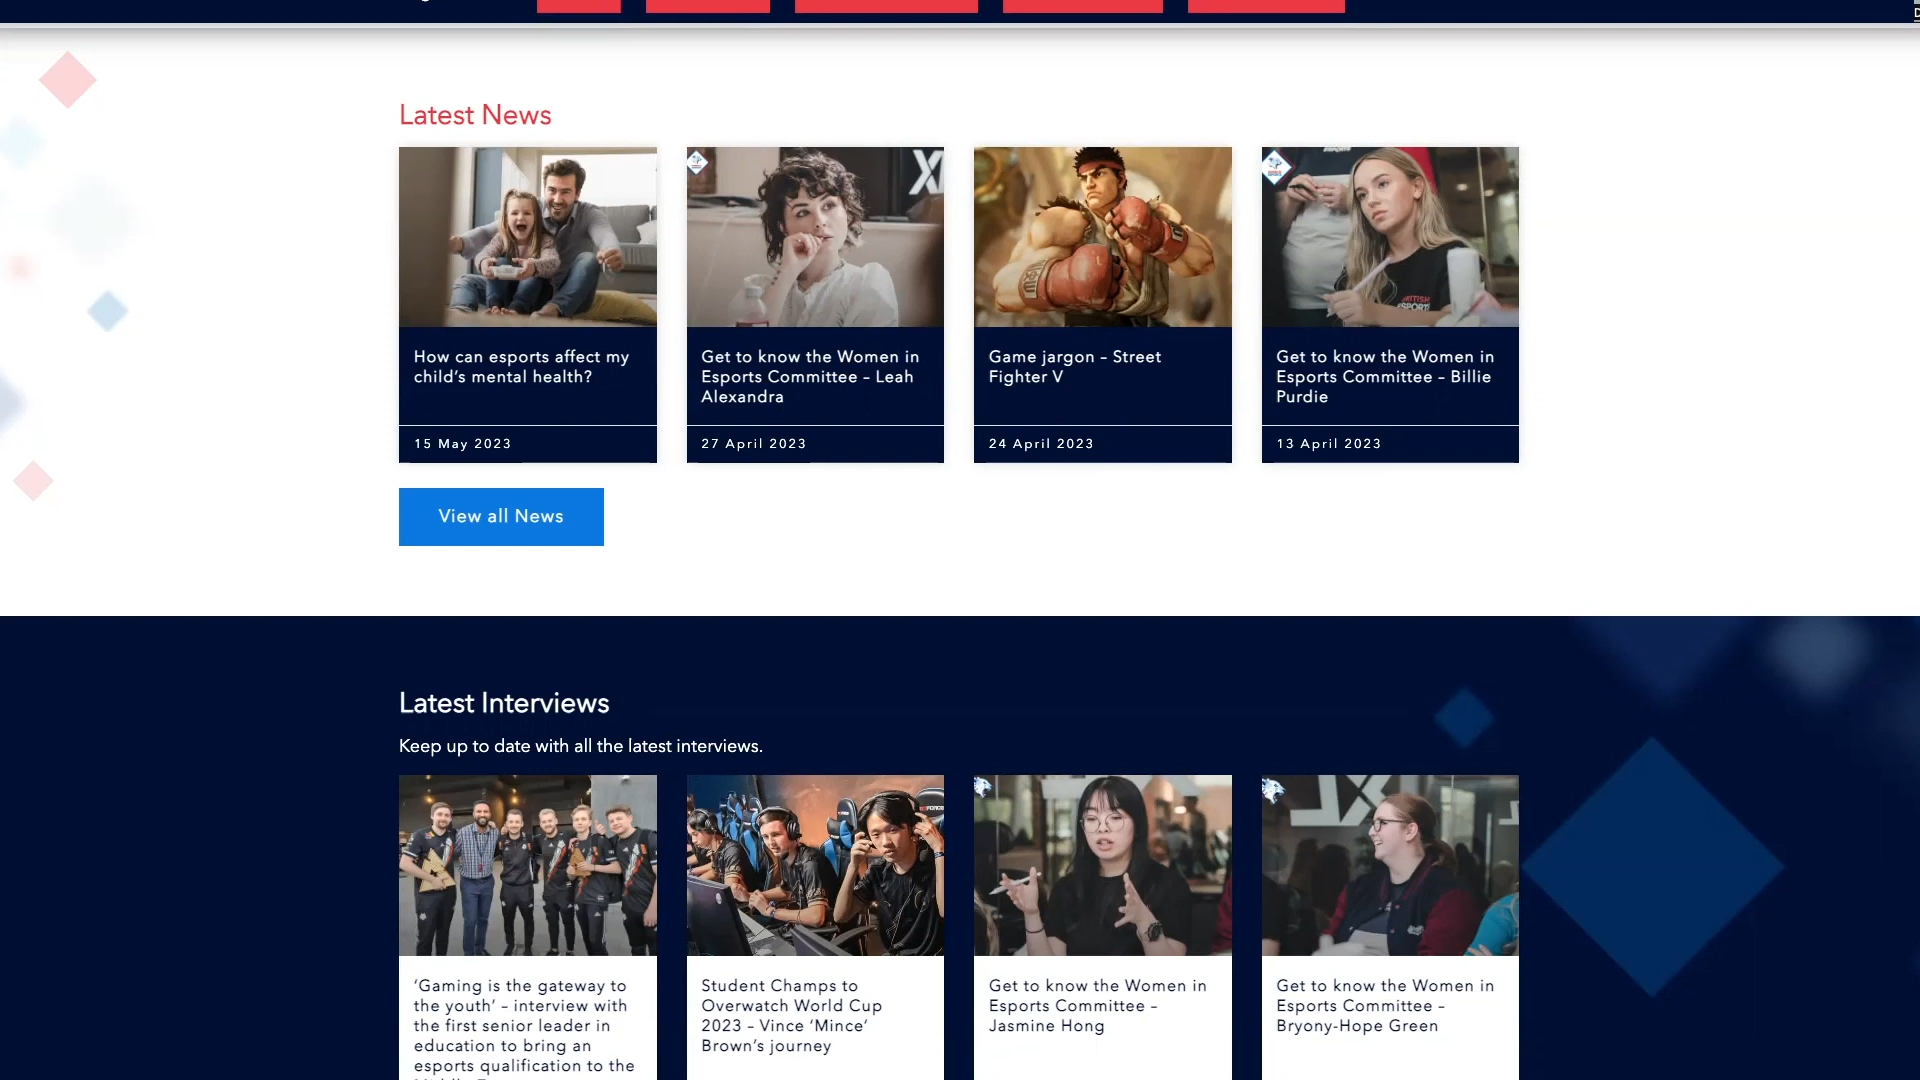 Latest News
How can esports affect my
child’s mental health?
15 May 2023
Get to know the Women in
Esports Committee – Leah
Alexandra
27 April 2023
Game jargon – Street
Fighter V
24 April 2023
BRITISH
ESPORTS
Get to know the Women in
Esports Committee – Billie
Purdie
13 April 2023
View all News
Latest Interviews
Keep up to date with all the latest interviews.
‘Gaming is the gateway to
the youth’ – interview with
the first senior leader in
education to bring an
esports qualification to the
Student Champs to
Overwatch World Cup
2023 – Vince ‘Mince’
Brown’s journey
Get to know the Women in
Esports Committee –
Jasmine Hong
Get to know the Women in
Esports Committee –
Bryony-Hope Green